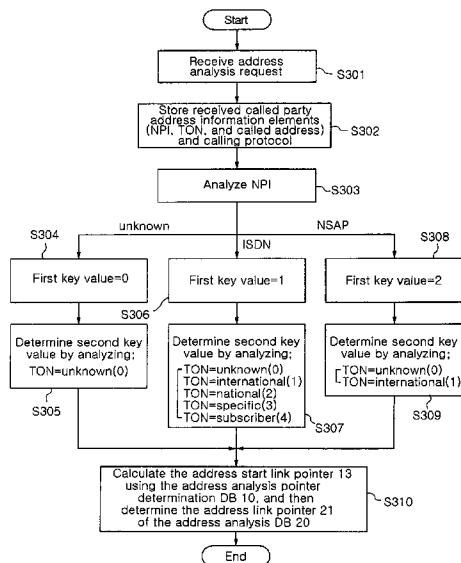 Start
Receive address
analysis request
S301
Store received called party
address information elements
(NPI, TON, and called address)
and calling protocol
S302
Analyze NPI
S303
S304
unknown
ISDN
NSAP
S308
First key value=0
First key value=1
First key value=2
S306
Determine second key
value by analyzing;
TON=unknown(0)
S305
Determine second key
value by analyzing;
TON=unknown(0)
TON=international(1)
TON=national(2)
TON=specific(3)
TON=subscriber(4)
S307
Determine second key
value by analyzing;
TON=unknown(0)
TON=international(1)
S309
Calculate the address start link pointer 13
using the address analysis pointer
determination DB 10, and then
determine the address link pointer 21
of the address analysis DB 20
S310
End